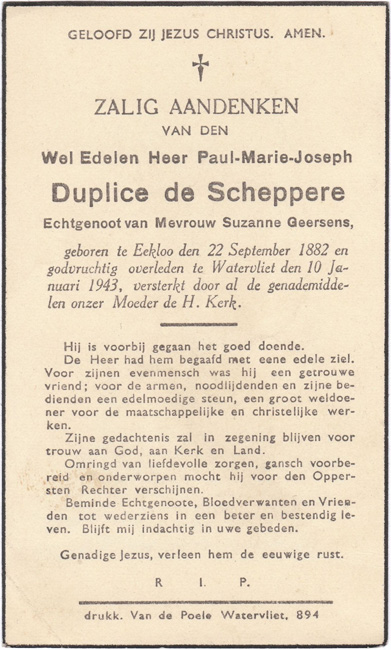 GELOOFD ZIJ JEZUS CHRISTUS. AMEN.
ZALIG AANDENKEN
VAN DEN
Wel Edelen Heer Paul-Marie-Joseph
Duplice de Scheppere
Echtgenoot van Mevrouw Suzanne Geersens,
geboren te Eekloo den 22 September 1882 en
godvruchtig overleden te Watervliet den 10 Ja-
nuari 1943, versterkt door al de genademidde-
len onzer Moeder de H. Kerk.
Hij is voorbij gegaan het goed doende.
De Heer had hem begaafd met eene edele ziel.
Voor zijnen evenmensch was hij een getrouwe
vriend; voor de armen, noodlijdenden en zijne be-
dienden een edelmoedige steun, een groot weldoe-
ner voor de maatschappelijke en christelijke wer-
ken.
Zijne gedachtenis zal in zegening blijven voor
trouw aan God, aan Kerk en Land.
Omringd van liefdevolle zorgen, gansch voorbe-
reid en onderworpen mocht hij voor den Opper-
sten Rechter verschijnen.
Beminde Echtgenoote, Bloedverwanten en Vrien-
den tot wederziens in een beter en bestendig le-
ven. Blijft mij indachtig in uwe gebeden.
Genadige Jezus, verleen hem de eeuwige rust.
R I. P.
drukk. Van de Poele Watervliet, 894